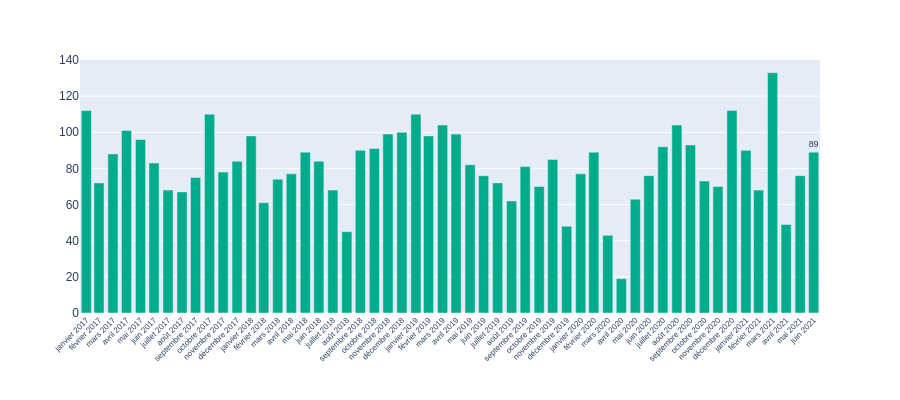 140
120
100
80
60
40
20
0
89
janvier 2017
février 2017
mars 2017
avril 2017
mai 2017
juin 2017
juillet 2017
août 2017
septembre 2017
octobre 2017
novembre 2017
décembre 2017
janvier 2018
février 2018
mars 2018
avril 2018
mai 2018
juin 2018
juillet 2018
août 2018
septembre 2018
octobre 2018
novembre 2018
décembre 2018
janvier 2019
février 2019
mars 2019
avril 2019
mai 2019
juin 2019
juillet 2019
août 2019
septembre 2019
octobre 2019
novembre 2019
décembre 2019
janvier 2020
février 2020
mars 2020
avril 2020
mai 2020
juin 2020
juillet 2020
août 2020
septembre 2020
octobre 2020
novembre 2020
décembre 2020
janvier 2021
février 2021
mars 2021
avril 2021
mai 2021
juin 2021